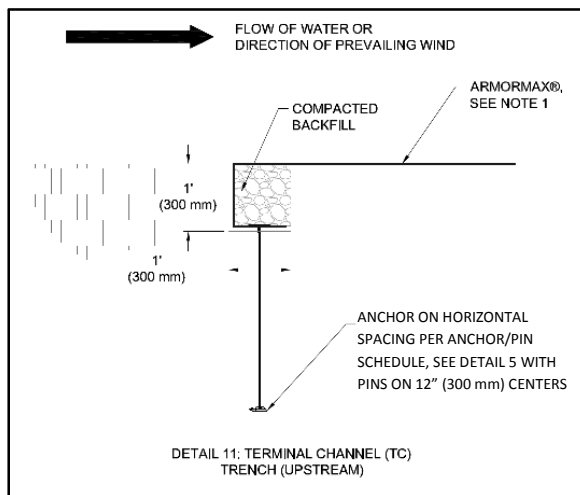 FLOW OF WATER OR
DIRECTION OF PREVAILING WIND
ARMORMAX®,
SEE NOTE 1
COMPACTED
BACKFILL
1'
(300 mm)
1'
(300 mm)
ANCHOR ON HORIZONTAL
SPACING PER ANCHOR/PIN
SCHEDULE, SEE DETAIL 5 WITH
PINS ON 12" (300 mm) CENTERS
DETAIL 11: TERMINAL CHANNEL (TC)
TRENCH (UPSTREAM)